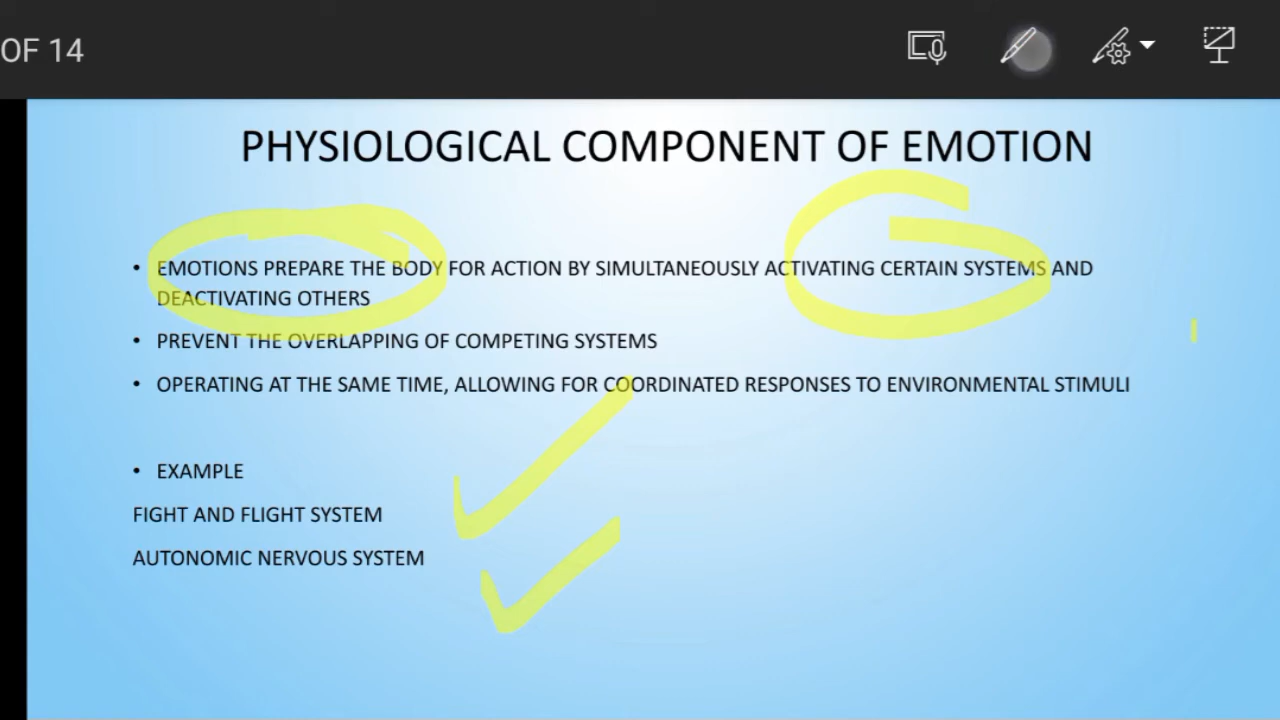 OF 14
PHYSIOLOGICAL COMPONENT OF EMOTION
• EMOTIONS PREPARE THE BODY FOR ACTION BY SIMULTANEOUSLY ACTIVATING CERTAIN SYSTEMS AND
DEACTIVATING OTHERS
• PREVENT THE OVERLAPPING OF COMPETING SYSTEMS
• OPERATING AT THE SAME TIME, ALLOWING FOR COORDINATED RESPONSES TO ENVIRONMENTAL STIMULI
• EXAMPLE
FIGHT AND FLIGHT SYSTEM
AUTONOMIC NERVOUS SYSTEM